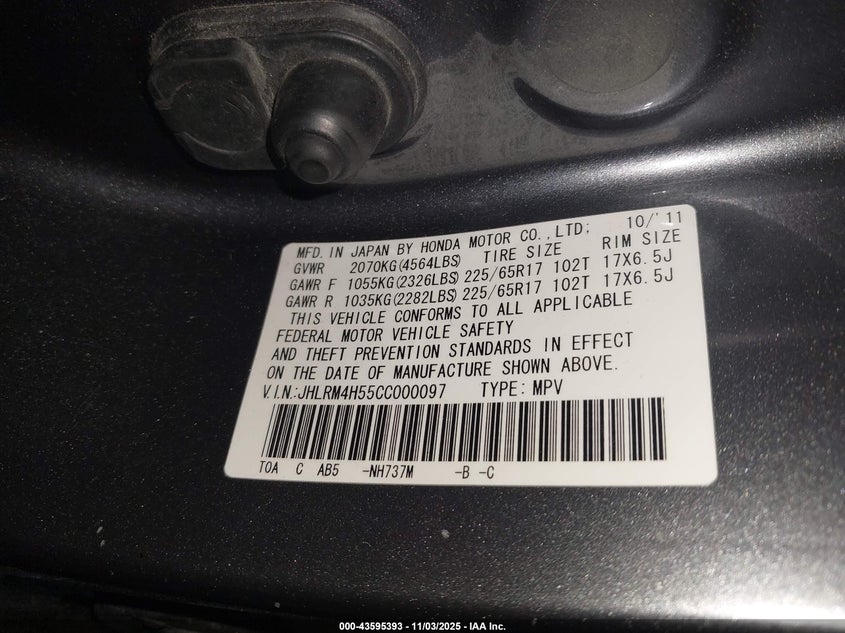 MFD. IN JAPAN BY HONDA MOTOR CO., LTD; 10/'11
GVWR 2070KG(4564LBS) TIRE SIZE RIM SIZE
GAWR F 1055KG(2326LBS) 225/65R17 102T 17X6.5J
GAWR R 1035KG(2282LBS) 225/65R17 102T 17X6.5J
THIS VEHICLE CONFORMS TO ALL APPLICABLE
FEDERAL MOTOR VEHICLE SAFETY
AND THEFT PREVENTION STANDARDS IN EFFECT
ON THE DATE OF MANUFACTURE SHOWN ABOVE.
V.I.N.:JHLRM4H55CC000097 TYPE: MPV
T0A C AB5 -NH737M -B -C
000-43595393 - 11/03/2025 - IAA Inc.